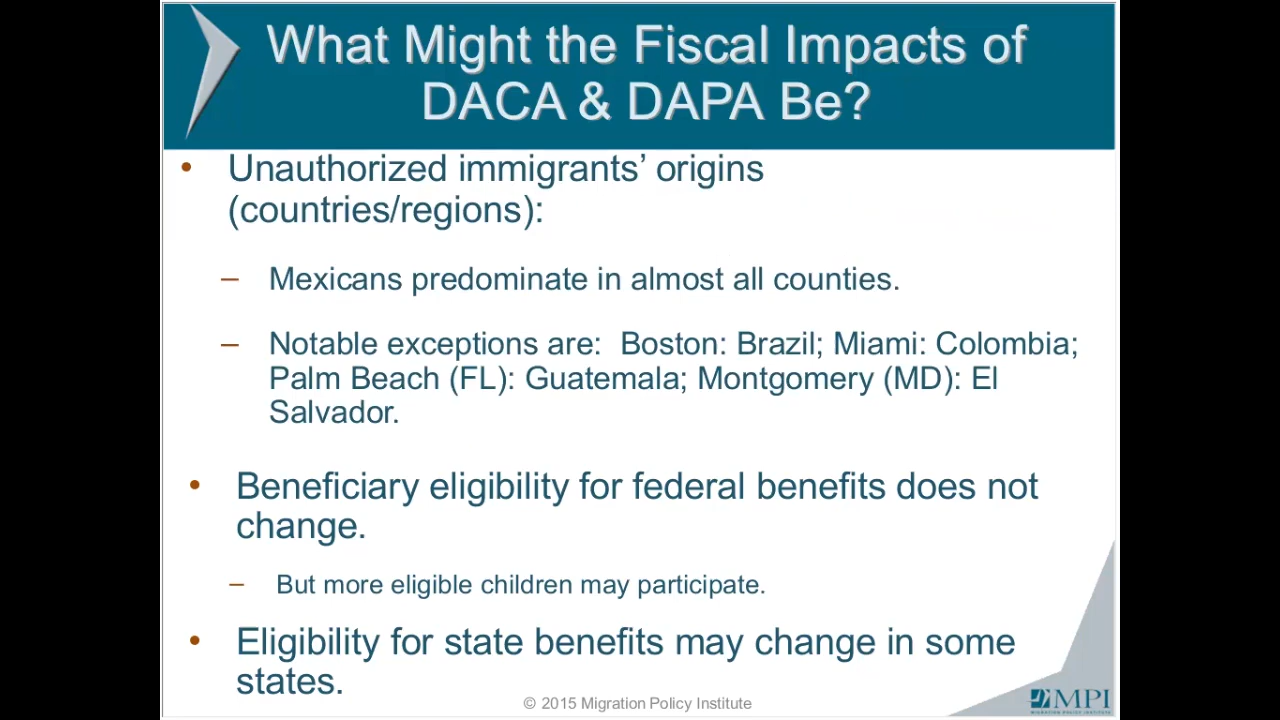 What Might the Fiscal Impacts of
DACA & DAPA Be?
• Unauthorized immigrants’ origins
(countries/regions):
– Mexicans predominate in almost all counties.
– Notable exceptions are:  Boston: Brazil; Miami: Colombia;
Palm Beach (FL): Guatemala; Montgomery (MD): El
Salvador.
• Beneficiary eligibility for federal benefits does not
change.
– But more eligible children may participate.
• Eligibility for state benefits may change in some
states.
© 2015 Migration Policy Institute
MPI
MIGRATION POLICY INSTITUTE